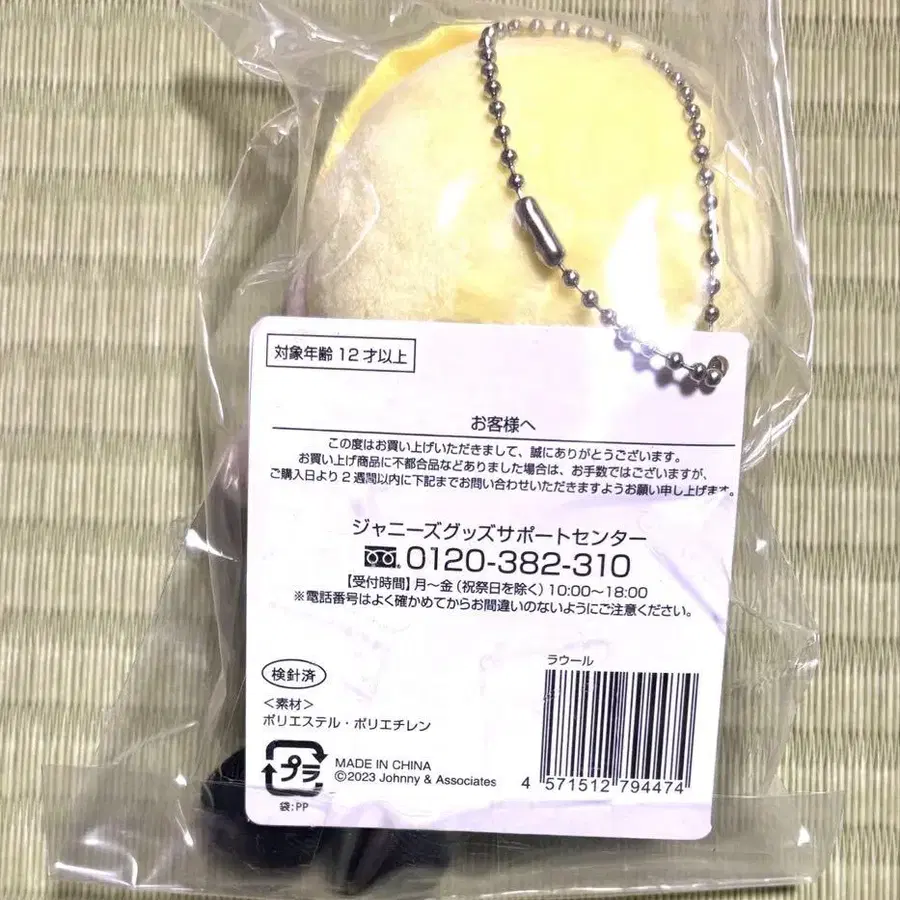 対象年齢 12才以上
お客様へ
この度はお買い上げいただきまして、誠にありがとうございます。
お買い上げ商品に不都合品などありました場合は、お手数ではございますが、
ご購入日より2週間以内に下記までお問い合わせいただきますようお願い申し上げます。
ジャニーズグッズサポートセンター
0120-382-310
【受付時間】月〜金(祝祭日を除く)10:00〜18:00
※電話番号はよく確かめてからお間違いのないようにご注意ください。
検針済
<素材>
ポリエステル・ポリエチレン
プラ
袋:PP
MADE IN CHINA
©2023 Johnny & Associates
ラウール
4 571512 794474